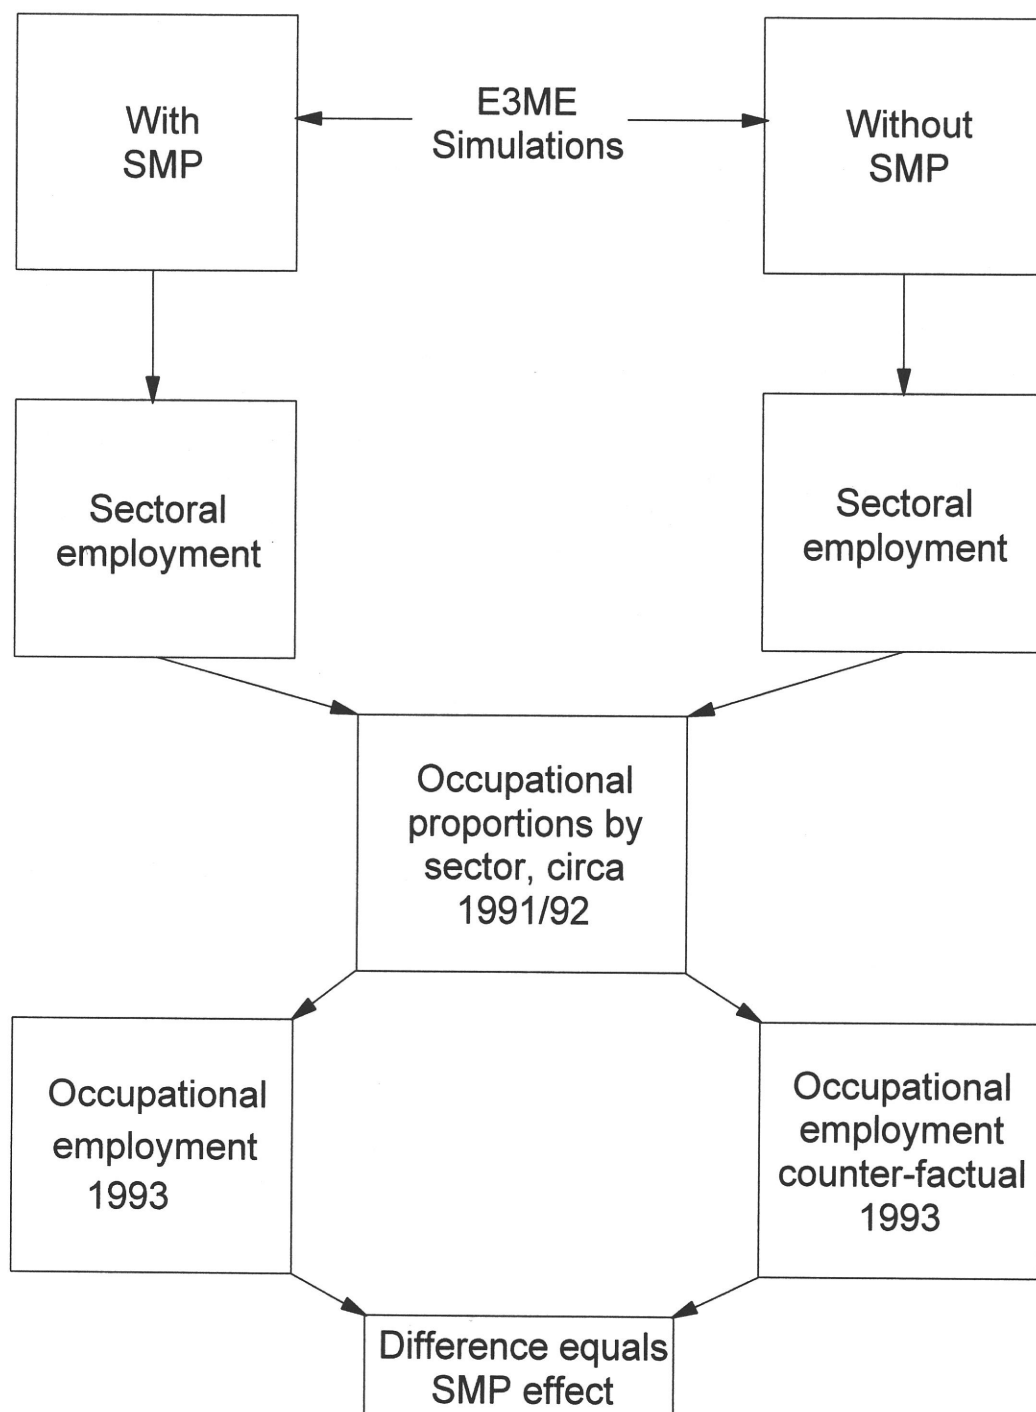 With
SMP
E3ME
Simulations
Without
SMP
Sectoral
employment
Sectoral
employment
Occupational
proportions by
sector, circa
1991/92
Occupational
employment
1993
Occupational
employment
counter-factual
1993
Difference equals
SMP effect